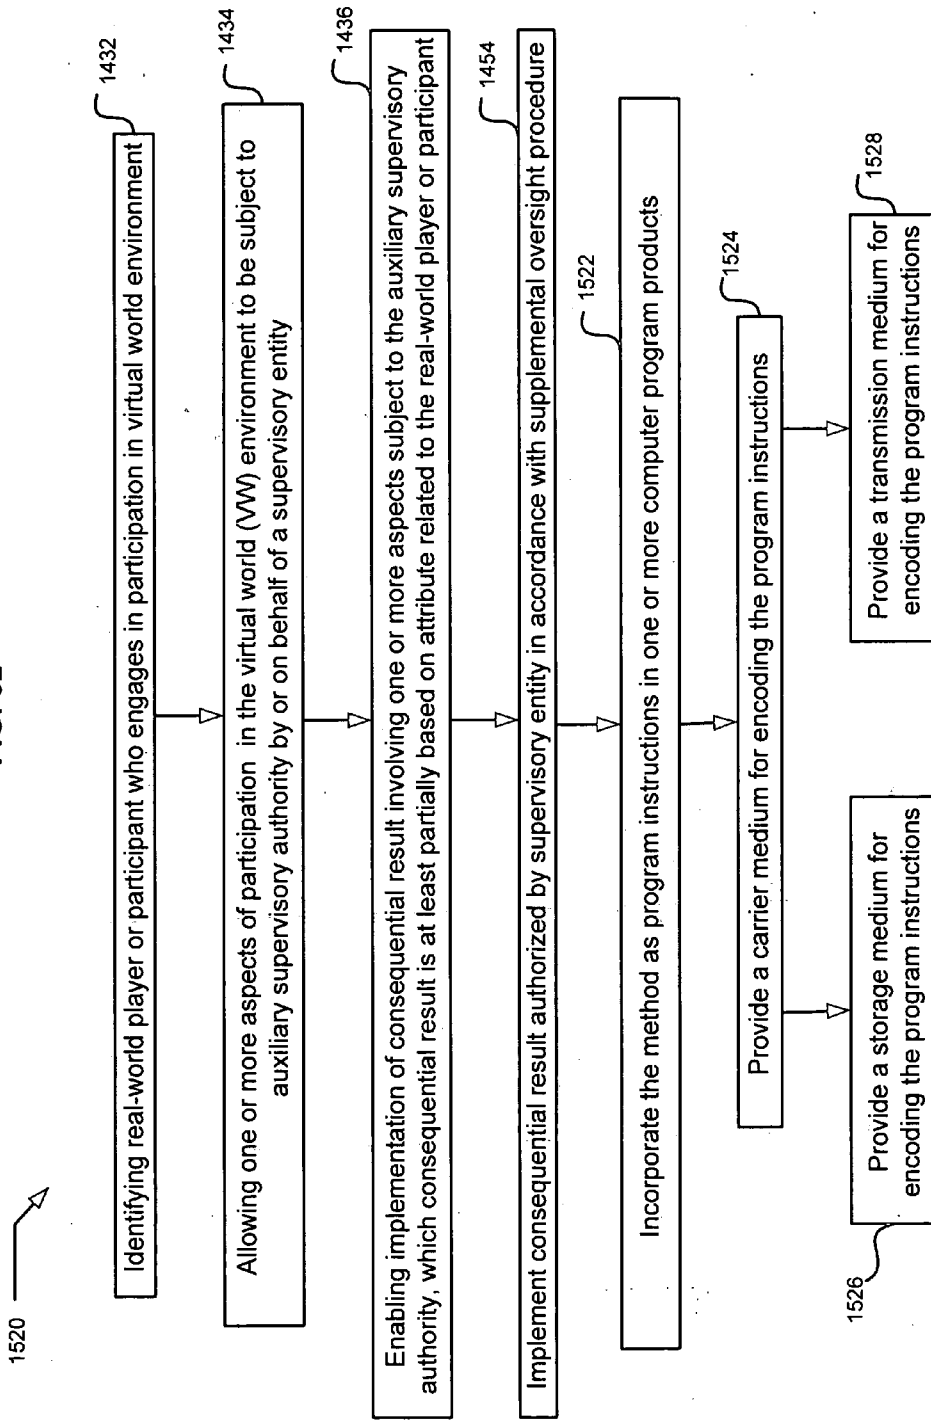 1520
Identifying real-world player or participant who engages in participation in virtual world environment
1432
Allowing one or more aspects of participation in the virtual world (VW) environment to be subject to
auxiliary supervisory authority by or on behalf of a supervisory entity
1434
Enabling implementation of consequential result involving one or more aspects subject to the auxiliary supervisory
authority, which consequential result is at least partially based on attribute related to the real-world player or participant
1436
Implement consequential result authorized by supervisory entity in accordance with supplemental oversight procedure
1454
Incorporate the method as program instructions in one or more computer program products
1522
Provide a carrier medium for encoding the program instructions
1524
Provide a storage medium for
encoding the program instructions
1526
Provide a transmission medium for
encoding the program instructions
1528